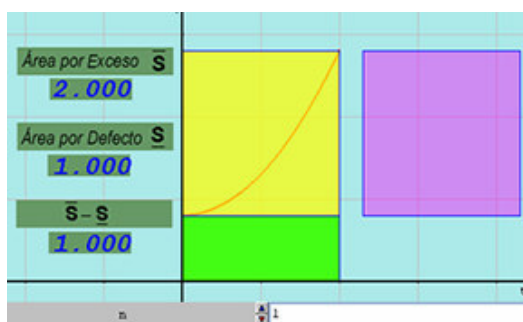 Área por Exceso S̅
2.000
Área por Defecto S̲
1.000
S̅ – S̲
1.000
n 1